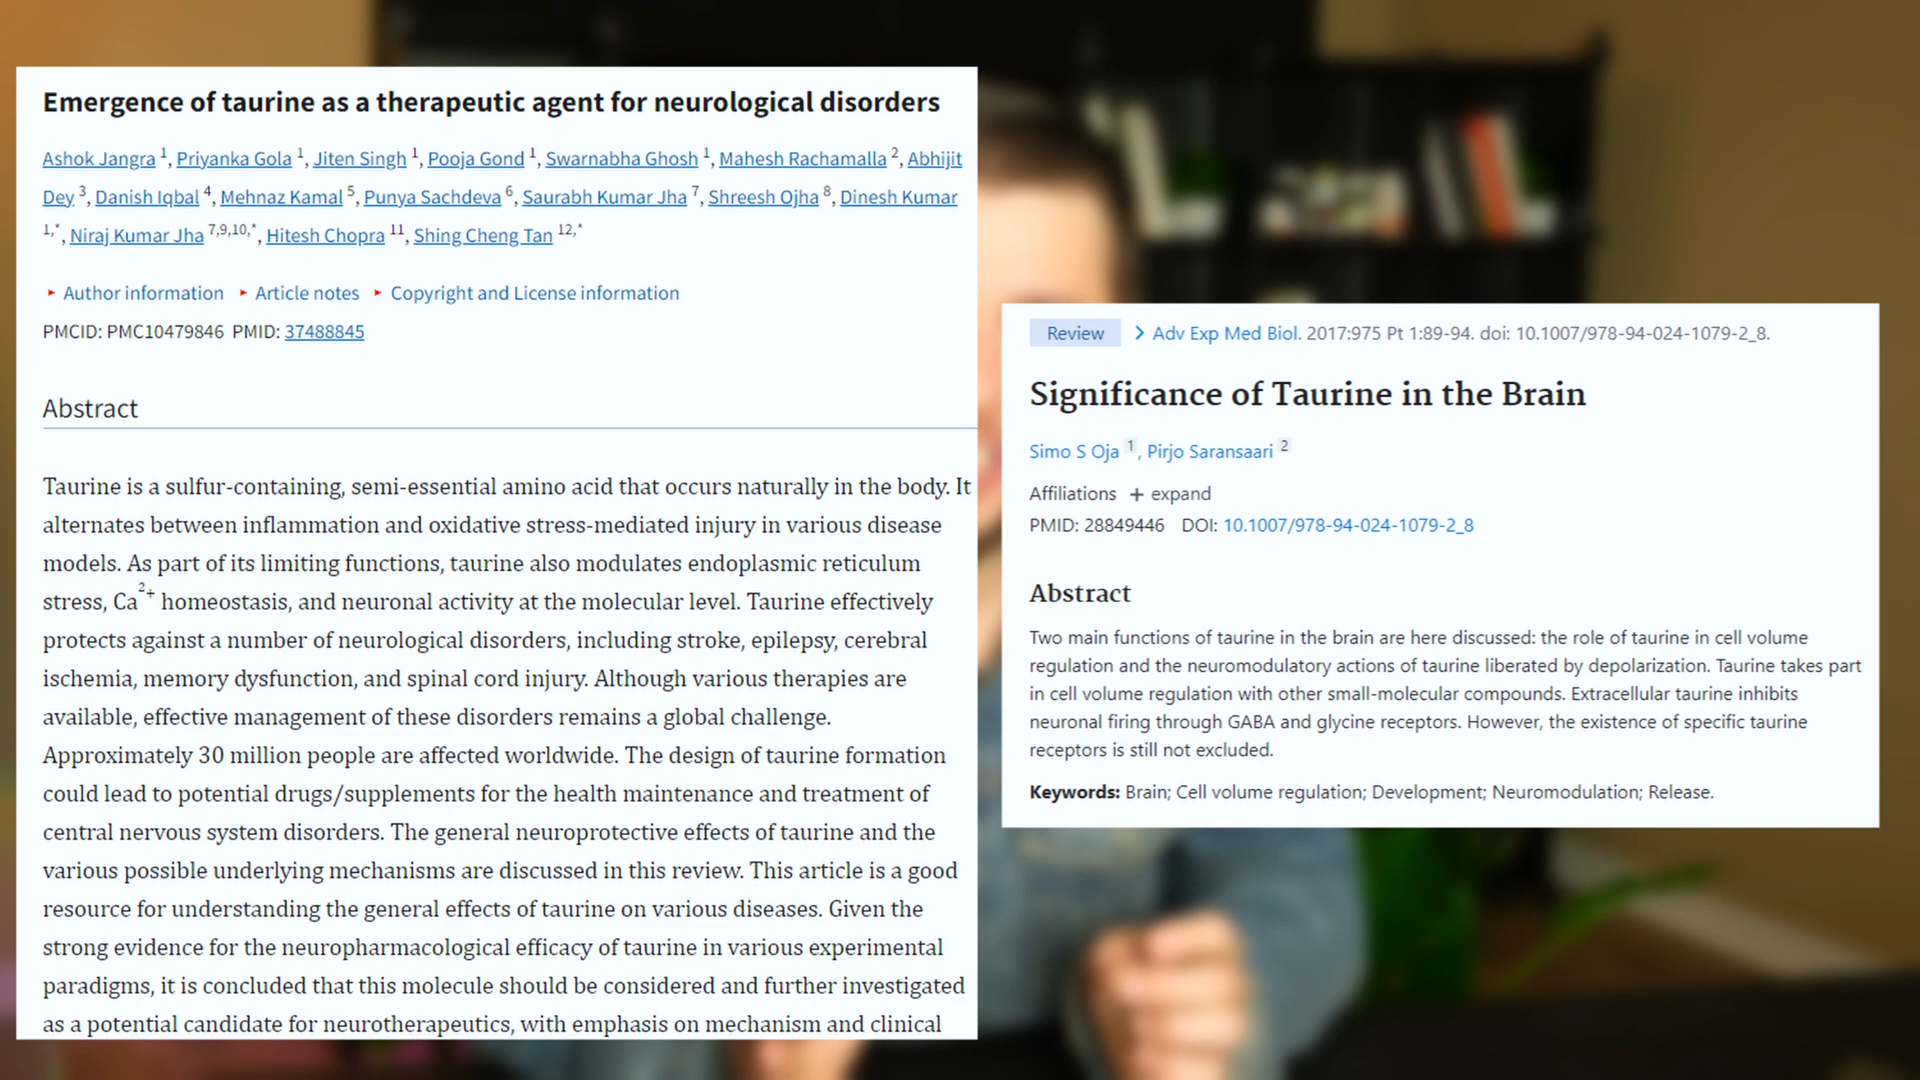 Emergence of taurine as a therapeutic agent for neurological disorders
Ashok Jangra 1, Priyanka Gola 1, Jiten Singh 1, Pooja Gond 1, Swarnabha Ghosh 1, Mahesh Rachamalla 2, Abhijit
Dey 3, Danish Iqbal 4, Mehnaz Kamal 5, Punya Sachdeva 6, Saurabh Kumar Jha 7, Shreesh Ojha 8, Dinesh Kumar
1,*, Niraj Kumar Jha 7,9,10,*, Hitesh Chopra 11, Shing Cheng Tan 12,*
▸ Author information ▸ Article notes ▸ Copyright and License information
PMCID: PMC10479846 PMID: 37488845
Abstract
Taurine is a sulfur-containing, semi-essential amino acid that occurs naturally in the body. It
alternates between inflammation and oxidative stress-mediated injury in various disease
models. As part of its limiting functions, taurine also modulates endoplasmic reticulum
stress, Ca2+ homeostasis, and neuronal activity at the molecular level. Taurine effectively
protects against a number of neurological disorders, including stroke, epilepsy, cerebral
ischemia, memory dysfunction, and spinal cord injury. Although various therapies are
available, effective management of these disorders remains a global challenge.
Approximately 30 million people are affected worldwide. The design of taurine formation
could lead to potential drugs/supplements for the health maintenance and treatment of
central nervous system disorders. The general neuroprotective effects of taurine and the
various possible underlying mechanisms are discussed in this review. This article is a good
resource for understanding the general effects of taurine on various diseases. Given the
strong evidence for the neuropharmacological efficacy of taurine in various experimental
paradigms, it is concluded that this molecule should be considered and further investigated
as a potential candidate for neurotherapeutics, with emphasis on mechanism and clinical
Review > Adv Exp Med Biol. 2017:975 Pt 1:89-94. doi: 10.1007/978-94-024-1079-2_8.
Significance of Taurine in the Brain
Simo S Oja 1, Pirjo Saransaari 2
Affiliations + expand
PMID: 28849446 DOI: 10.1007/978-94-024-1079-2_8
Abstract
Two main functions of taurine in the brain are here discussed: the role of taurine in cell volume
regulation and the neuromodulatory actions of taurine liberated by depolarization. Taurine takes part
in cell volume regulation with other small-molecular compounds. Extracellular taurine inhibits
neuronal firing through GABA and glycine receptors. However, the existence of specific taurine
receptors is still not excluded.
Keywords: Brain; Cell volume regulation; Development; Neuromodulation; Release.